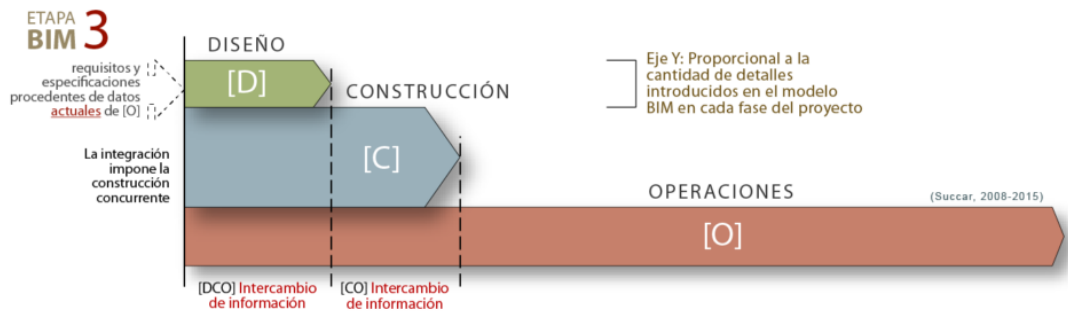 ETAPA
BIM 3
requisitos y
especificaciones
procedentes de datos
actuales de [O]
La integración
impone la
construcción
concurrente
DISEÑO
[D]
CONSTRUCCIÓN
[C]
Eje Y: Proporcional a la
cantidad de detalles
introducidos en el modelo
BIM en cada fase del proyecto
OPERACIONES
(Succar, 2008-2015)
[O]
[DCO] Intercambio
de información
[CO] Intercambio
de información